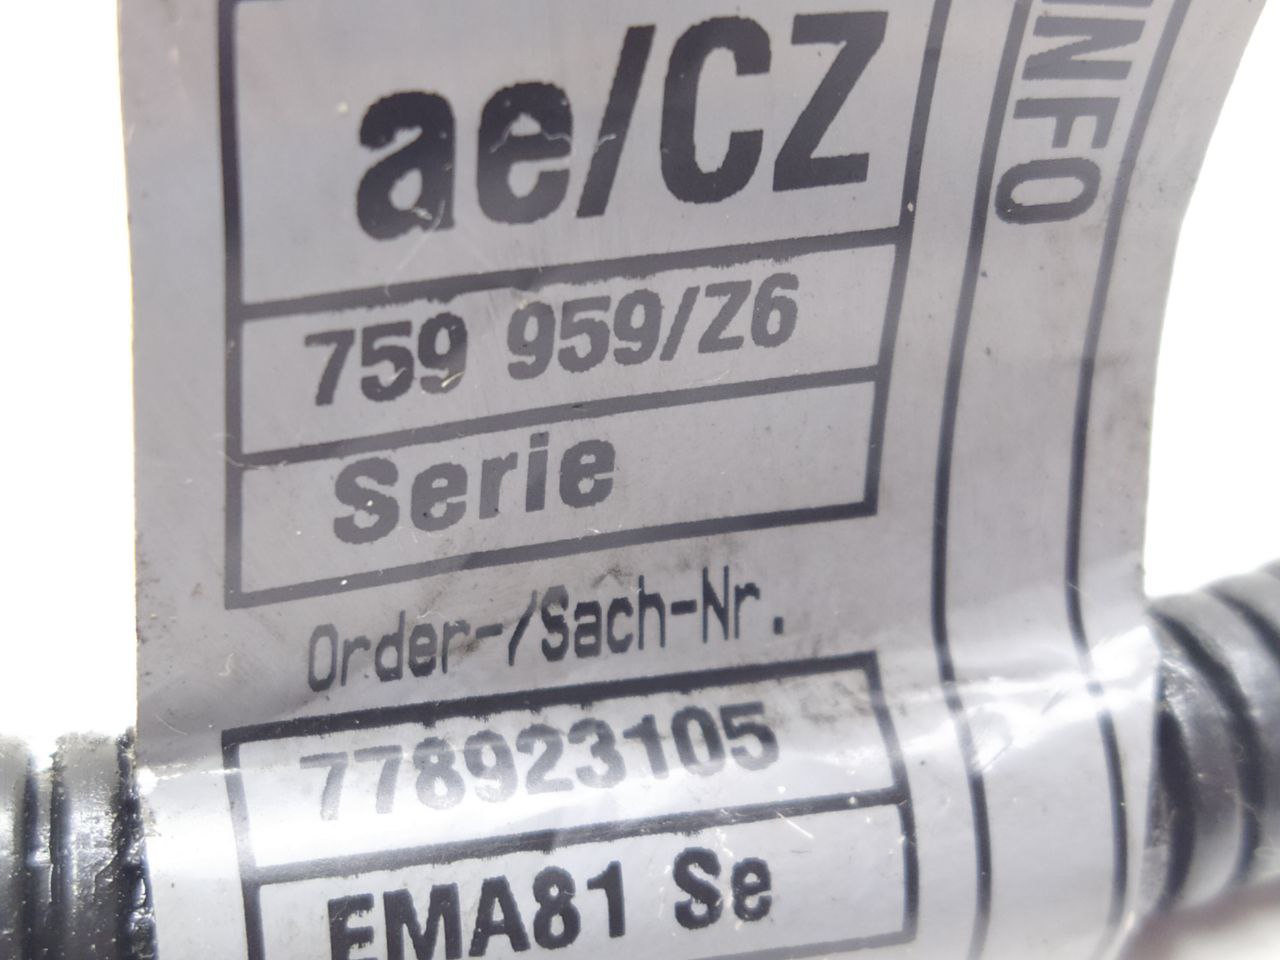 ae/CZ
759 959/Z6
Serie
Order-/Sach-Nr.
778923105
EMA81 Se
INFO